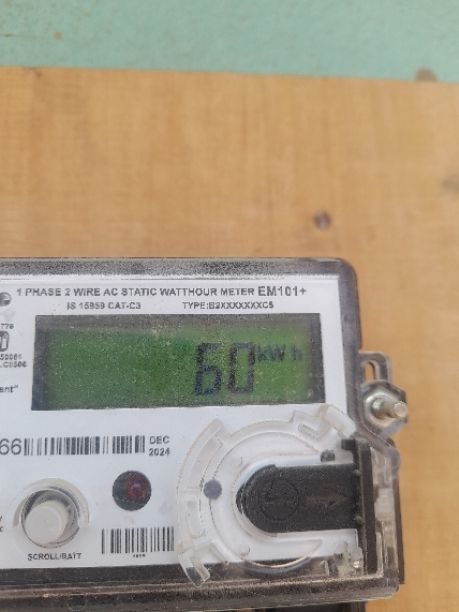 1 PHASE 2 WIRE AC STATIC WATTHOUR METER EM101+
IS 15959 CAT-C3 TYPE:B2XXXXXXXC5
60 kWh
66
DEC
2024
SCROLL/BATT